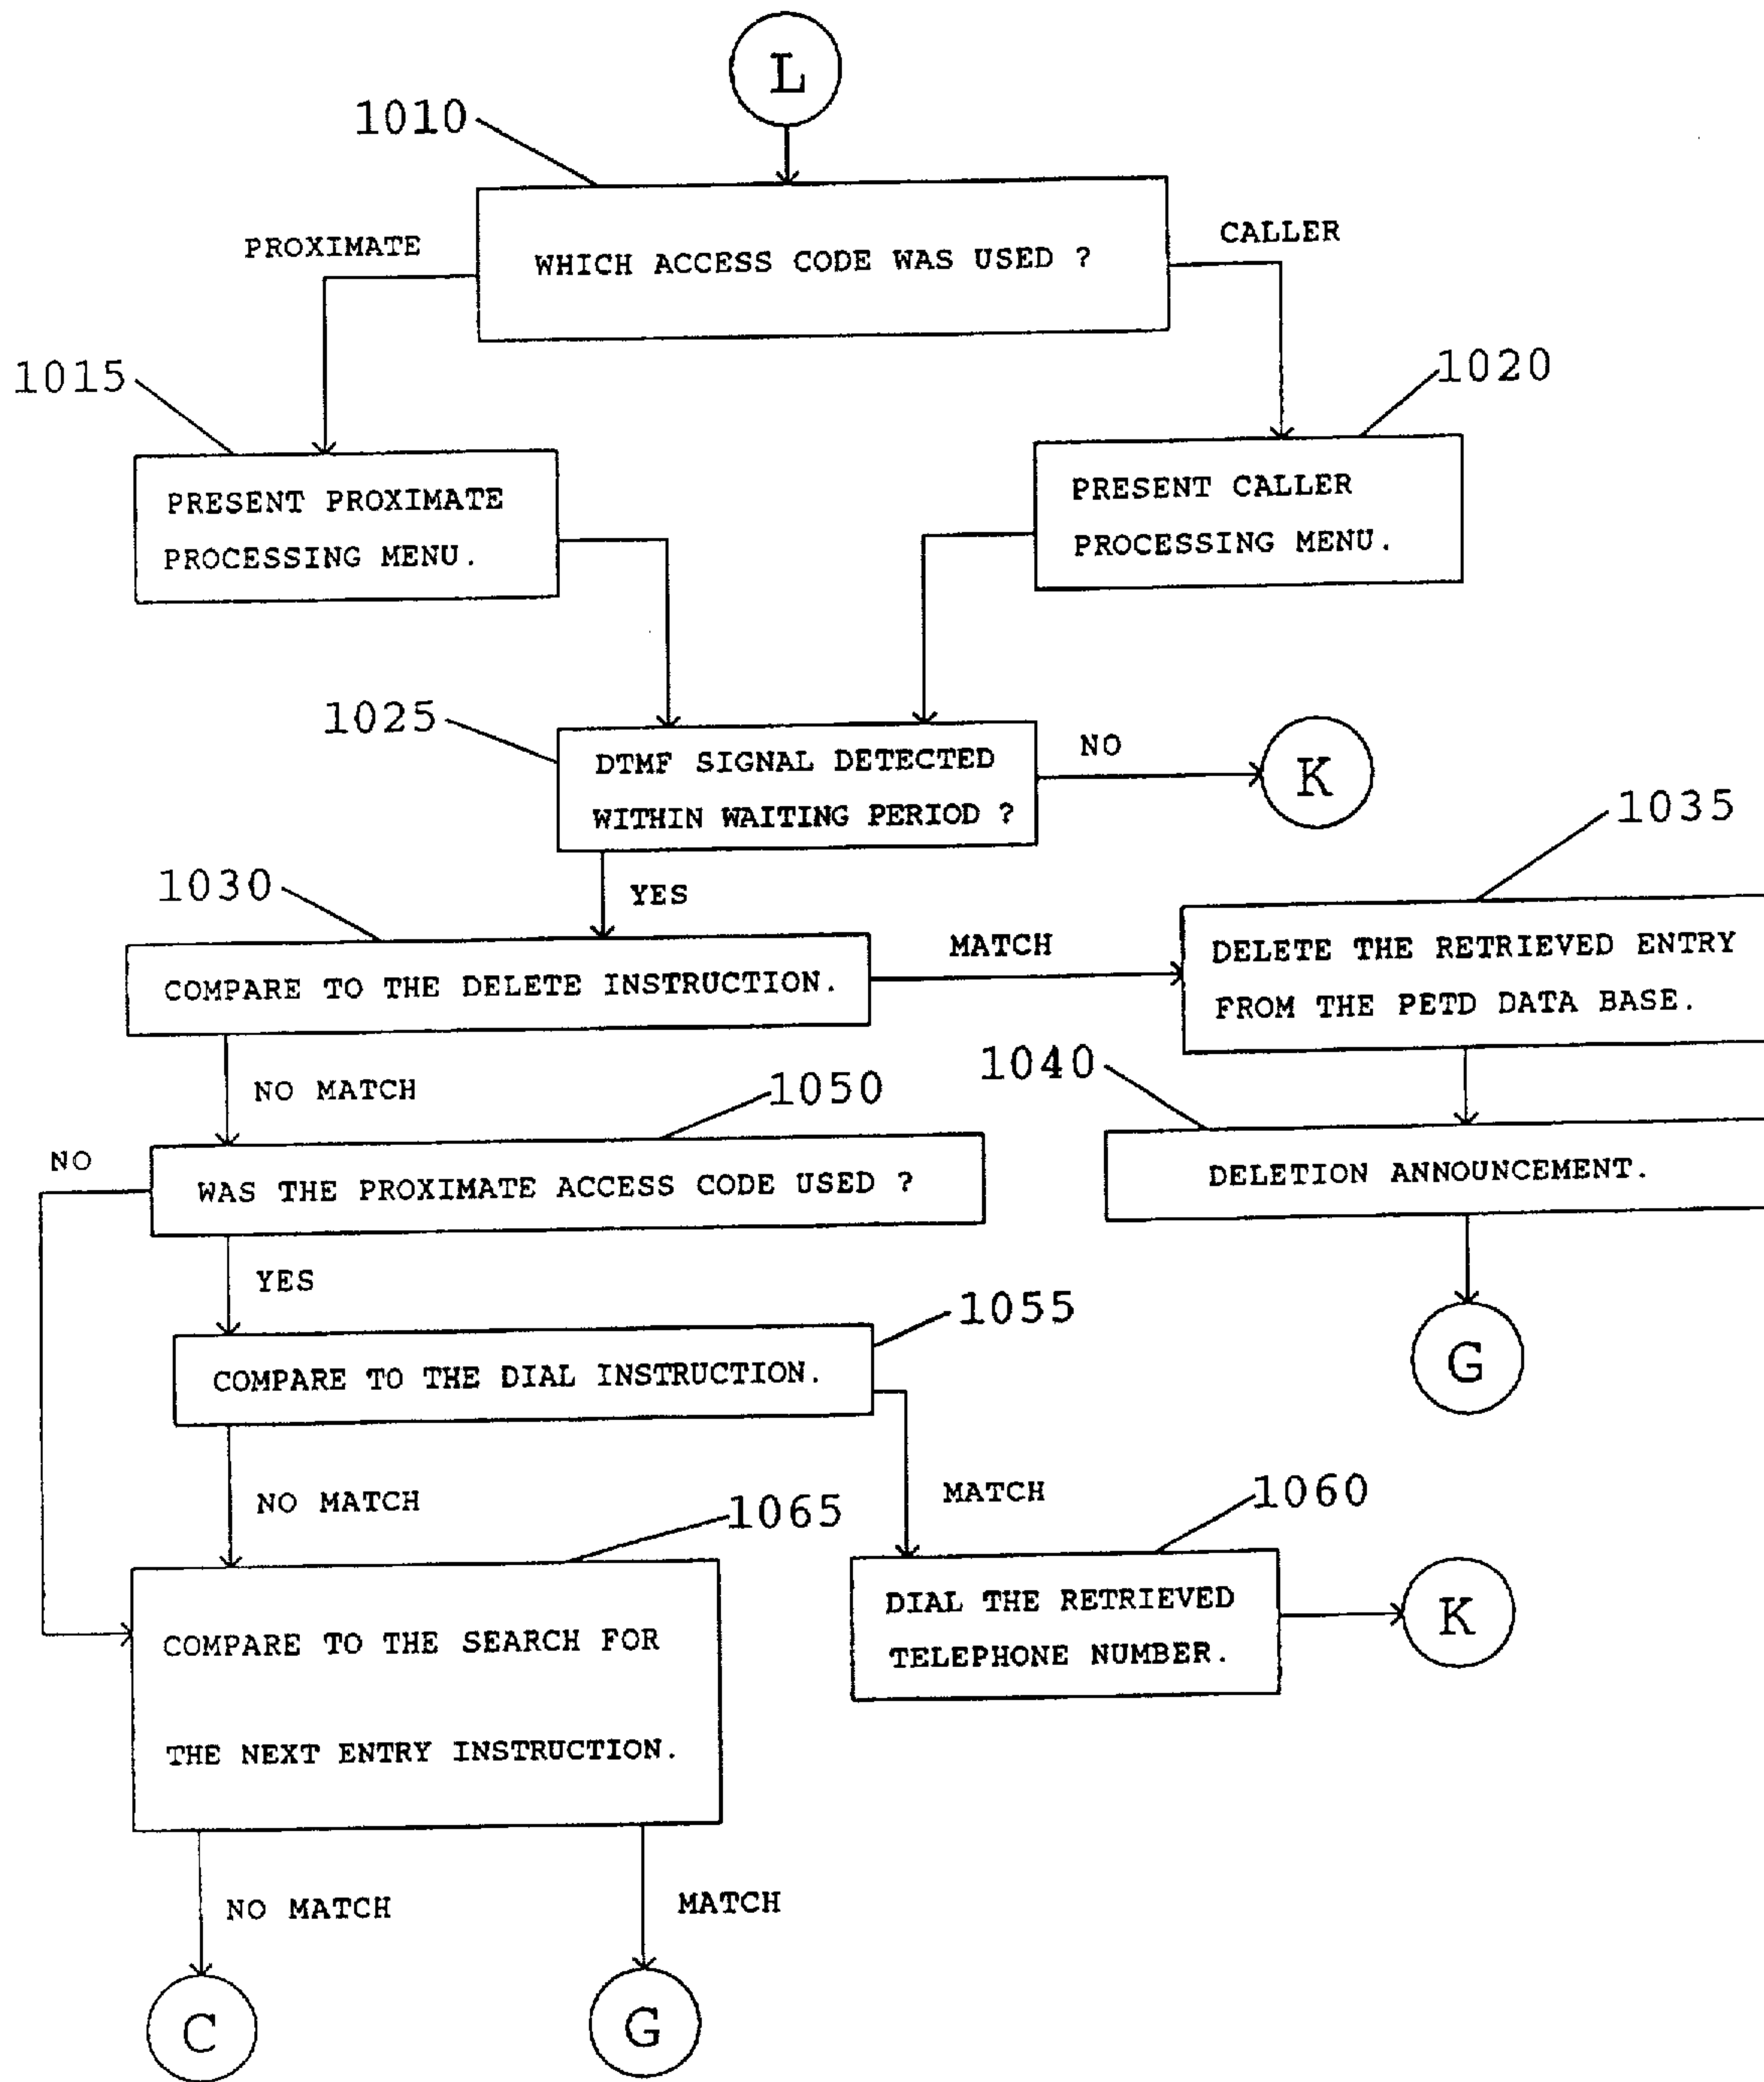 L
1010
PROXIMATE
CALLER
WHICH ACCESS CODE WAS USED ?
1015
1020
PRESENT PROXIMATE
PROCESSING MENU.
PRESENT CALLER
PROCESSING MENU.
1025
DTMF SIGNAL DETECTED
WITHIN WAITING PERIOD ?
NO
K
1030
YES
1035
COMPARE TO THE DELETE INSTRUCTION.
MATCH
DELETE THE RETRIEVED ENTRY
FROM THE PETD DATA BASE.
NO MATCH
1050
1040
NO
WAS THE PROXIMATE ACCESS CODE USED ?
DELETION ANNOUNCEMENT.
YES
1055
G
COMPARE TO THE DIAL INSTRUCTION.
NO MATCH
1065
MATCH
1060
DIAL THE RETRIEVED
TELEPHONE NUMBER.
K
COMPARE TO THE SEARCH FOR
THE NEXT ENTRY INSTRUCTION.
NO MATCH
MATCH
C
G